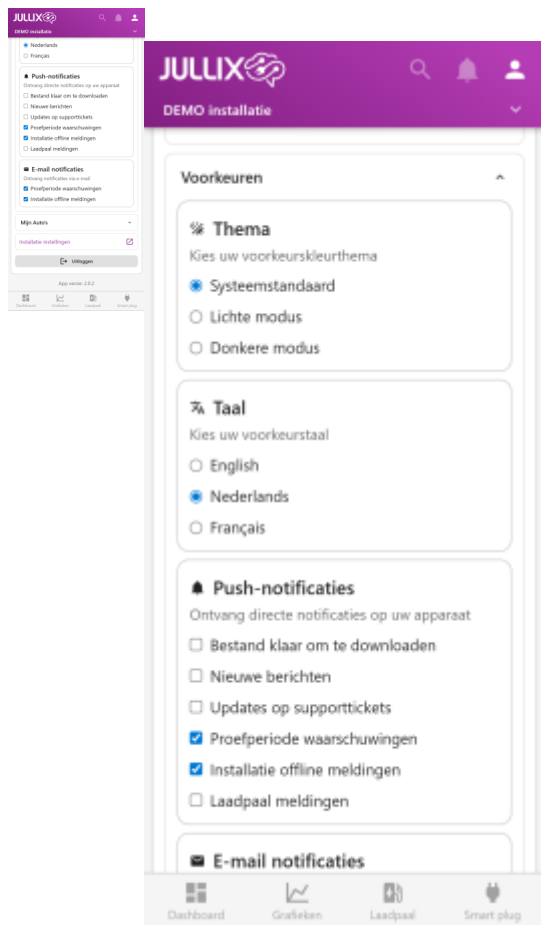 JULLIX
DEMO installatie
Nederlands
Français
Push-notificaties
Ontvang directe notificaties op uw apparaat
Bestand klaar om te downloaden
Nieuwe berichten
Updates op supporttickets
Proefperiode waarschuwingen
Installatie offline meldingen
Laadpaal meldingen
E-mail notificaties
Ontvang notificaties via e-mail
Proefperiode waarschuwingen
Installatie offline meldingen
Mijn Auto's
Installatie instellingen
Uitloggen
App versie: 2.0.2
Dashboard Grafieken Laadpaal Smart plug
JULLIX
DEMO installatie
Voorkeuren
Thema
Kies uw voorkeurskleurthema
Systeemstandaard
Lichte modus
Donkere modus
Taal
Kies uw voorkeurstaal
English
Nederlands
Français
Push-notificaties
Ontvang directe notificaties op uw apparaat
Bestand klaar om te downloaden
Nieuwe berichten
Updates op supporttickets
Proefperiode waarschuwingen
Installatie offline meldingen
Laadpaal meldingen
E-mail notificaties
Dashboard Grafieken Laadpaal Smart plug